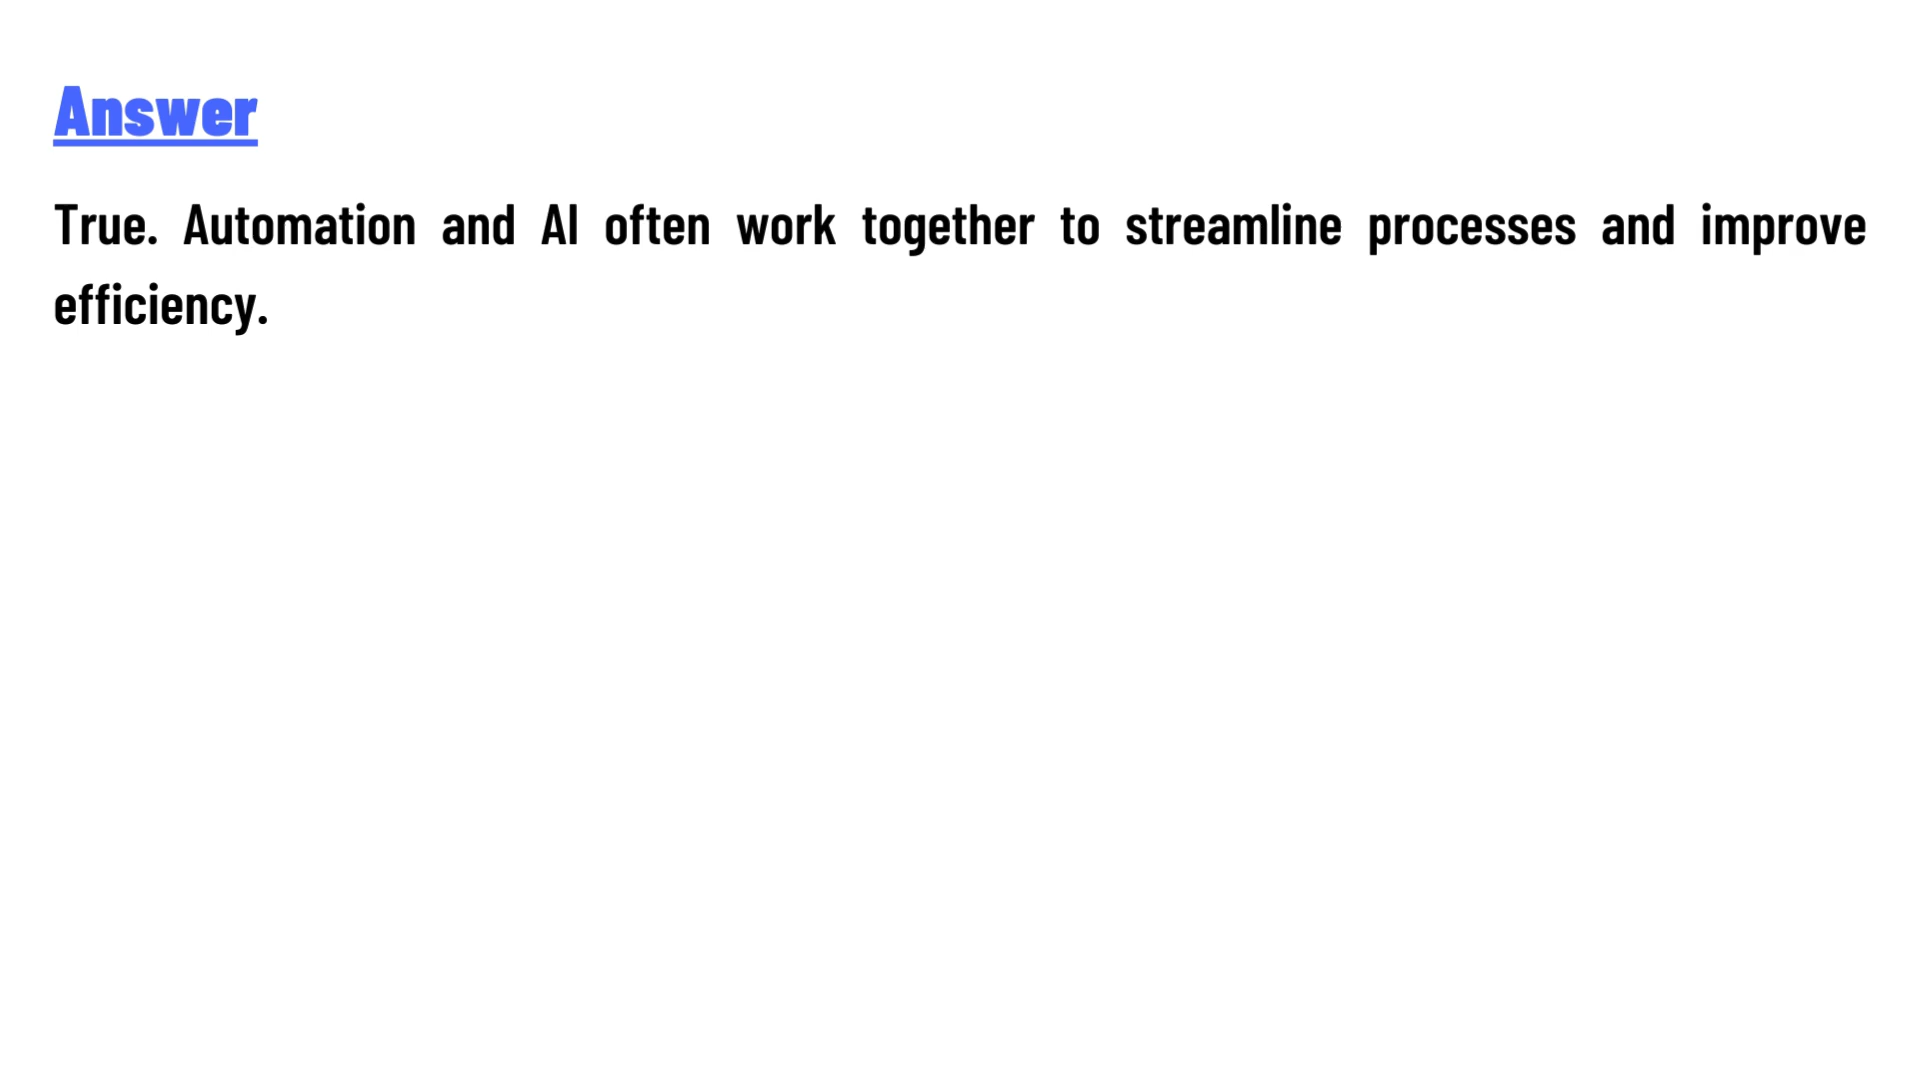 Answer
True. Automation and AI often work together to streamline processes and improve
efficiency.